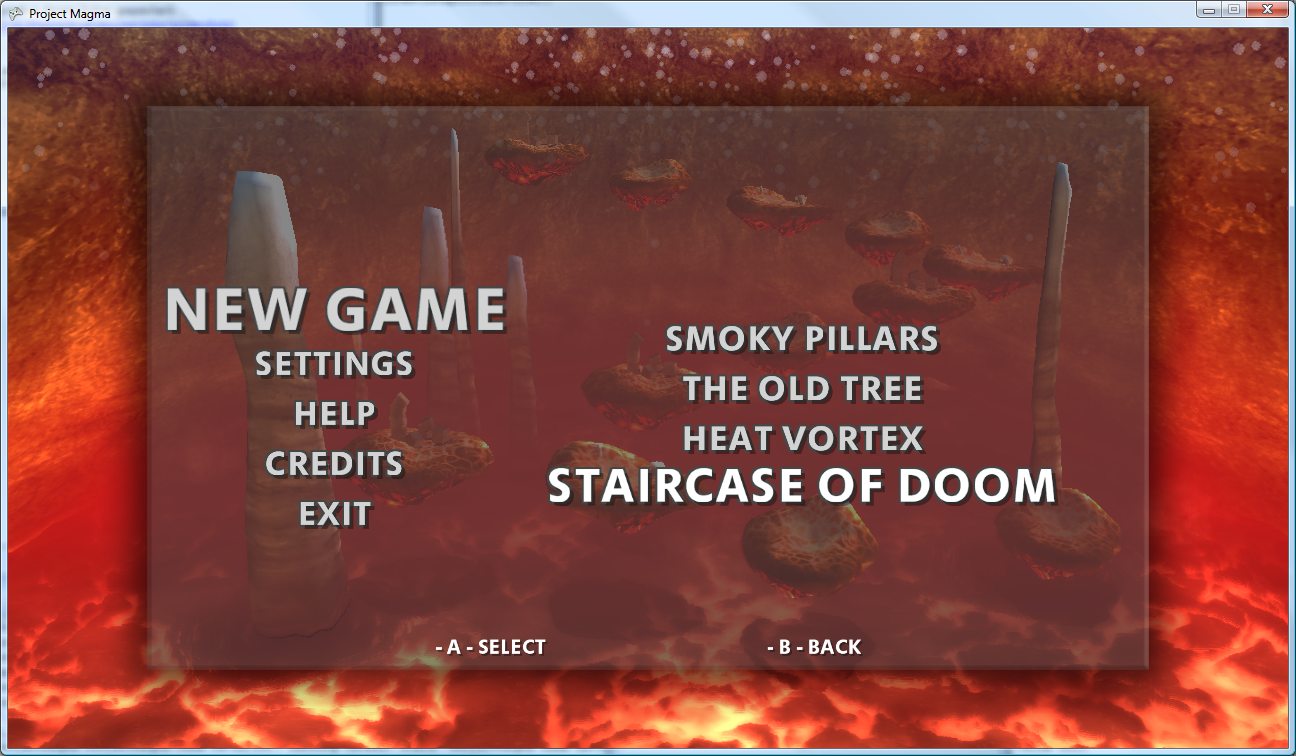 Project Magma
NEW GAME
SETTINGS
HELP
CREDITS
EXIT
SMOKY PILLARS
THE OLD TREE
HEAT VORTEX
STAIRCASE OF DOOM
- A - SELECT
- B - BACK